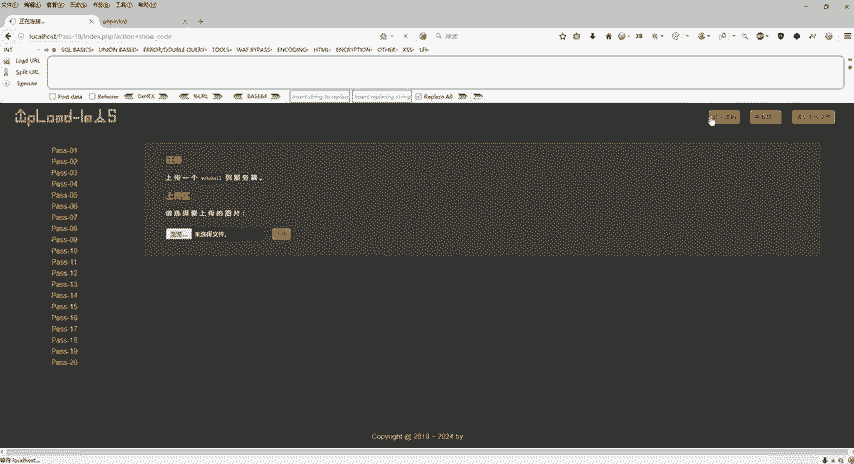 文件(F) 编辑(E) 查看(V) 历史(S) 书签(B) 工具(T) 帮助(H)
正在连接…
phpinfo()
localhost/Pass-18/index.php?action=show_code
搜索
INT
SQL BASICS UNION BASED ERROR/DOUBLE QUERY TOOLS WAF BYPASS ENCODING HTML ENCRYPTION OTHER XSS LFI
Load URL
Split URL
Execute
Post data Referrer 0xHEX %URL BASE64 Insert string to replace Insert replacing string Replace All
UpLoad-labS
Pass-01
Pass-02
Pass-03
Pass-04
Pass-05
Pass-06
Pass-07
Pass-08
Pass-09
Pass-10
Pass-11
Pass-12
Pass-13
Pass-14
Pass-15
Pass-16
Pass-17
Pass-18
Pass-19
Pass-20
任务
上传一个 webshell 到服务器。
上传区
请选择要上传的图片：
浏览… 未选择文件。
Copyright @ 2018 ~ 2024 by
等待 localhost…